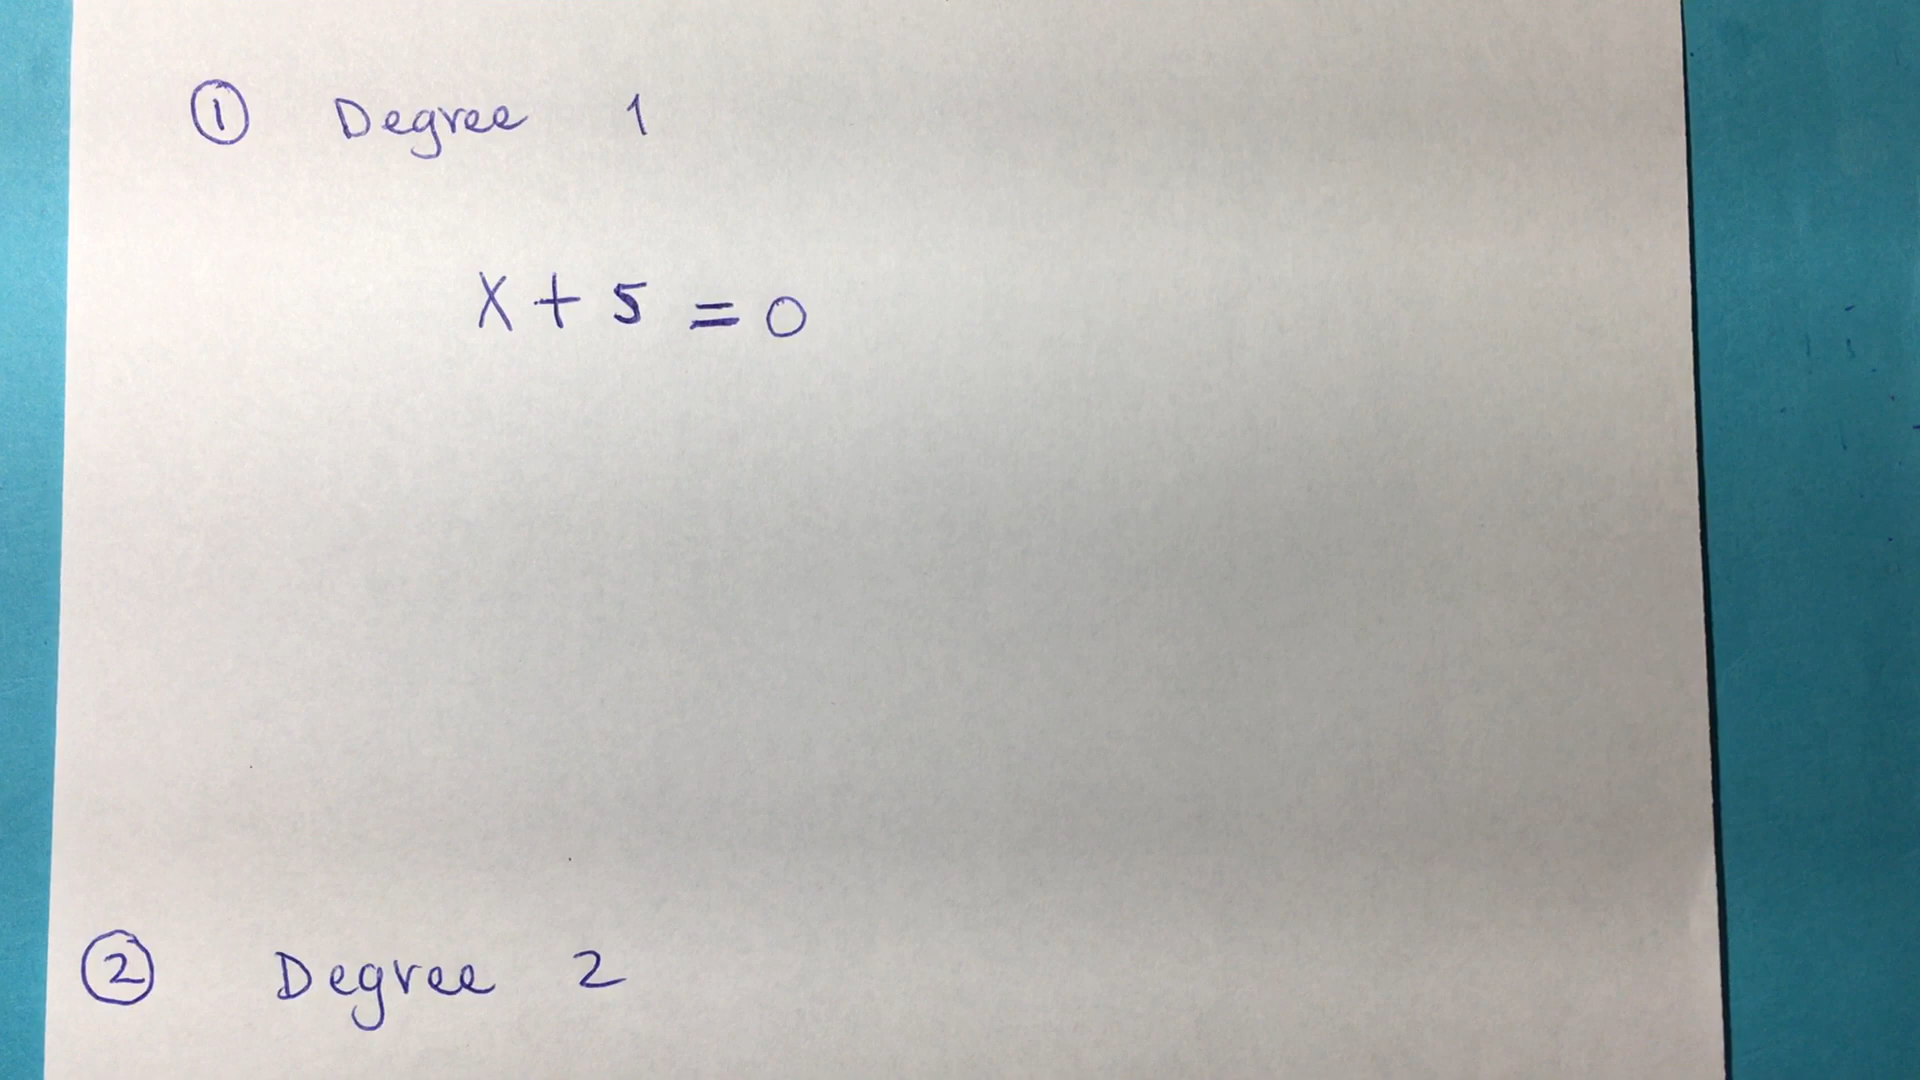 ① Degree 1
x + 5 = 0
② Degree 2